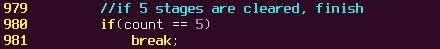 979 //if 5 stages are cleared, finish
980 if(count == 5)
981 break;